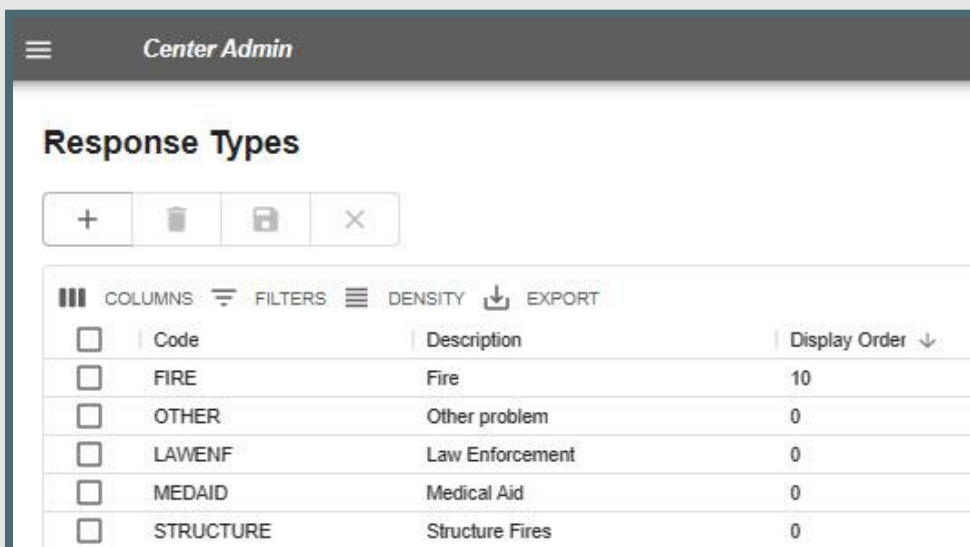 Center Admin
Response Types
COLUMNS FILTERS DENSITY EXPORT
Code Description Display Order
FIRE Fire 10
OTHER Other problem 0
LAWENF Law Enforcement 0
MEDAID Medical Aid 0
STRUCTURE Structure Fires 0